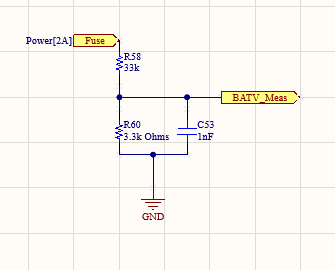 Power[2A] Fuse
R58
33k
BATV_Meas
R60
3.3k Ohms
C53
1nF
GND